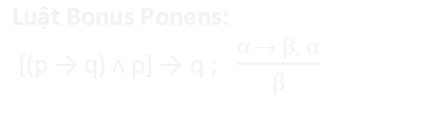 Luật Bonus Ponens:
[(p → q) ∧ p] → q ; α → β, α
β